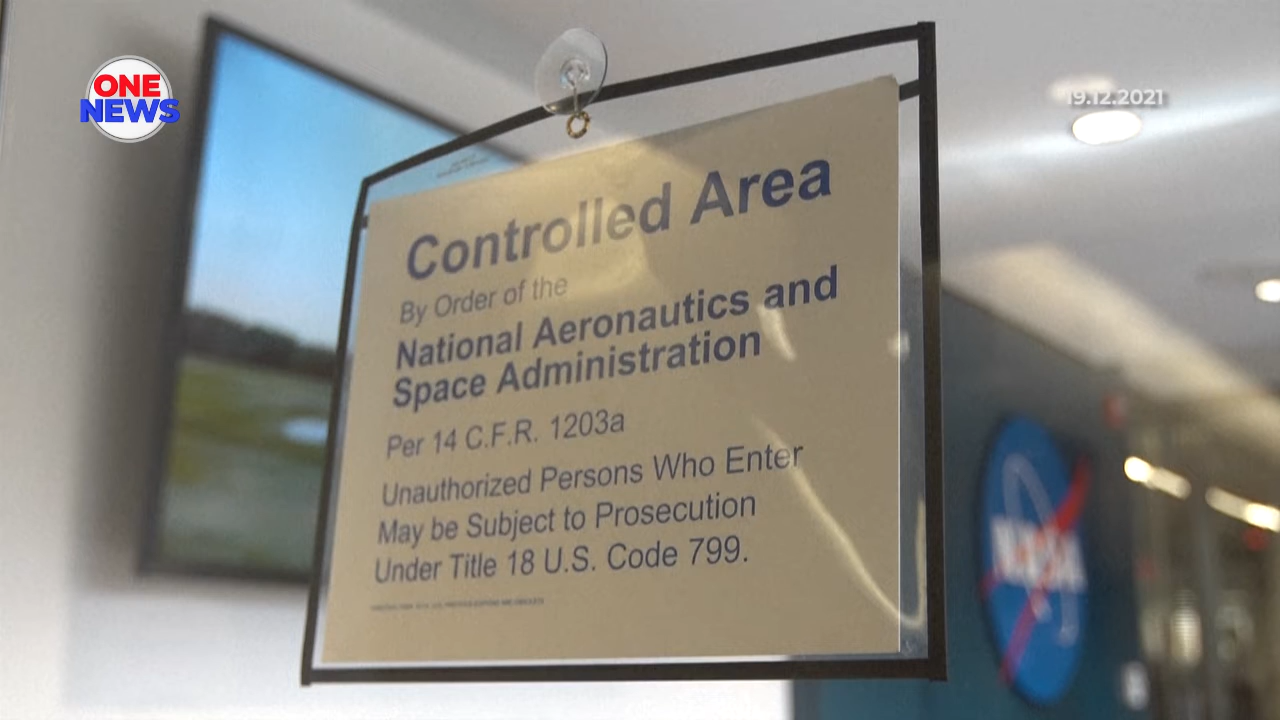 ONE
NEWS
19.12.2021
Controlled Area
By Order of the
National Aeronautics and
Space Administration
Per 14 C.F.R. 1203a
Unauthorized Persons Who Enter
May be Subject to Prosecution
Under Title 18 U.S. Code 799.
NASA